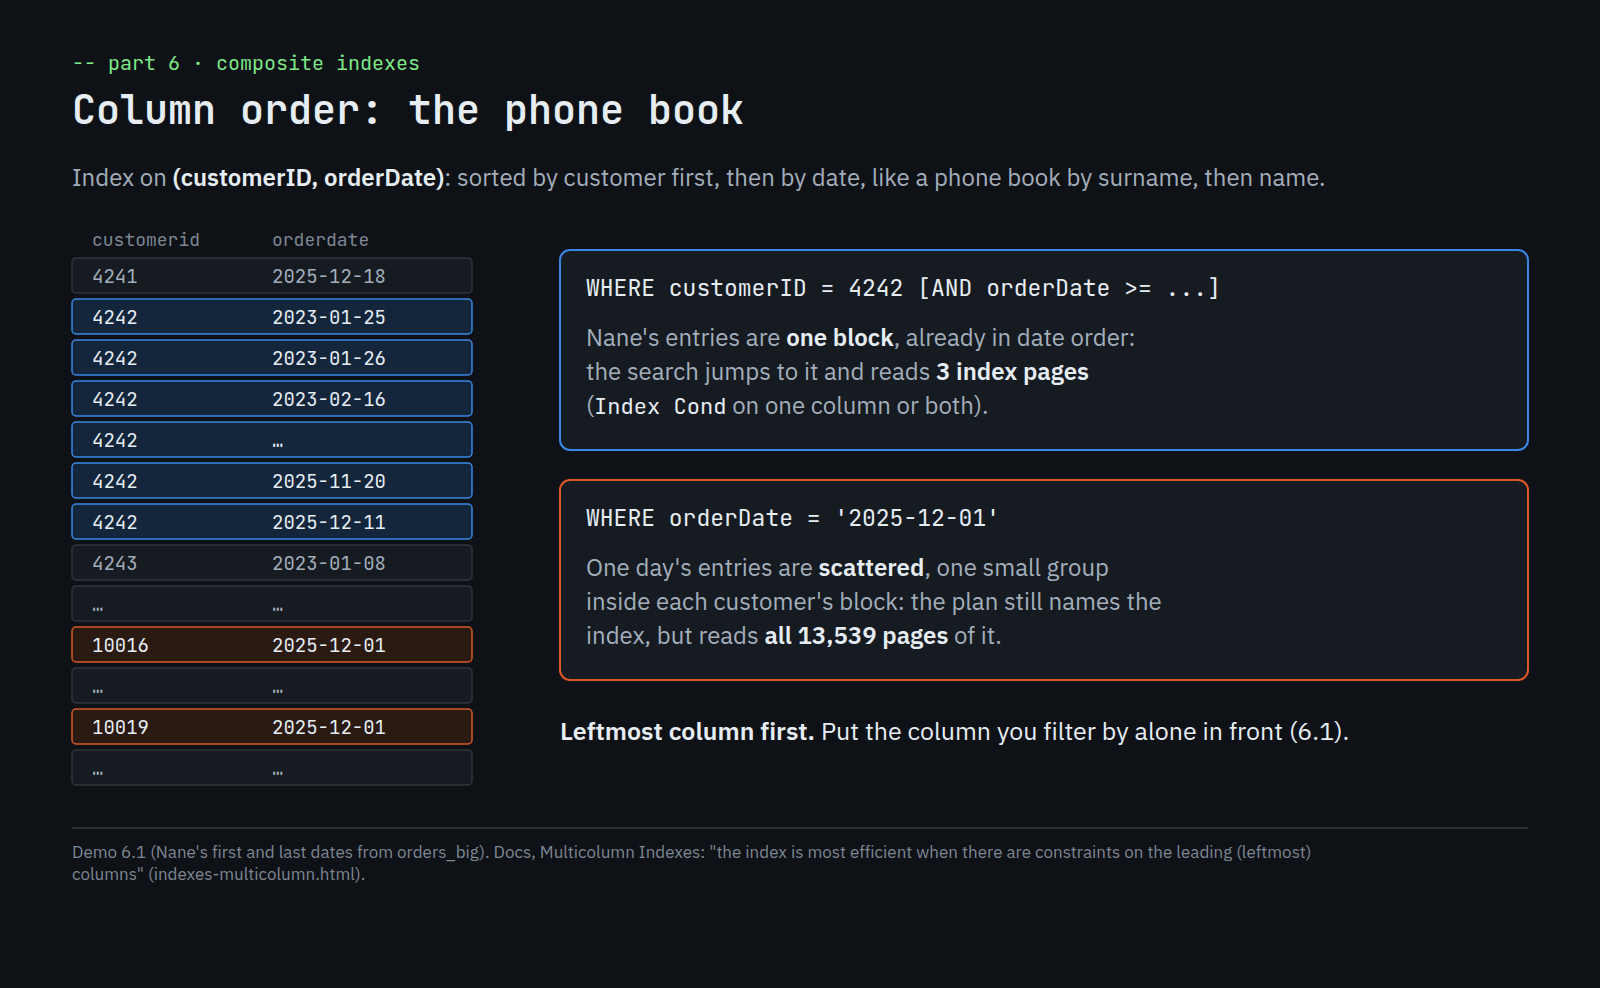 -- part 6 · composite indexes
Column order: the phone book
Index on (customerID, orderDate): sorted by customer first, then by date, like a phone book by surname, then name.
customerid orderdate
4241 2025-12-18
4242 2023-01-25
4242 2023-01-26
4242 2023-02-16
4242 …
4242 2025-11-20
4242 2025-12-11
4243 2023-01-08
… …
10016 2025-12-01
… …
10019 2025-12-01
… …
WHERE customerID = 4242 [AND orderDate >= ...]
Nane's entries are one block, already in date order:
the search jumps to it and reads 3 index pages
(Index Cond on one column or both).
WHERE orderDate = '2025-12-01'
One day's entries are scattered, one small group
inside each customer's block: the plan still names the
index, but reads all 13,539 pages of it.
Leftmost column first. Put the column you filter by alone in front (6.1).
Demo 6.1 (Nane's first and last dates from orders_big). Docs, Multicolumn Indexes: "the index is most efficient when there are constraints on the leading (leftmost)
columns" (indexes-multicolumn.html).